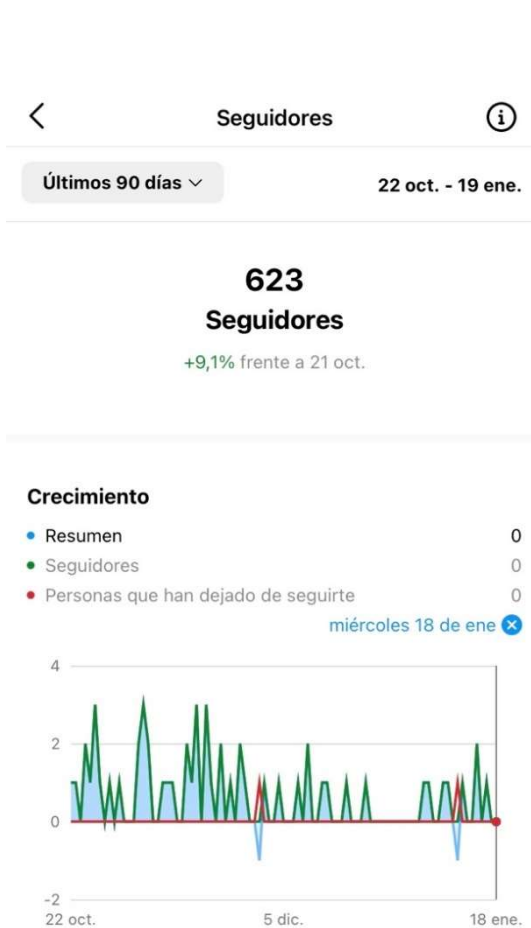 Seguidores
Últimos 90 días
22 oct. - 19 ene.
623
Seguidores
+9,1% frente a 21 oct.
Crecimiento
Resumen 0
Seguidores 0
Personas que han dejado de seguirte 0
miércoles 18 de ene
4
2
0
-2
22 oct. 5 dic. 18 ene.